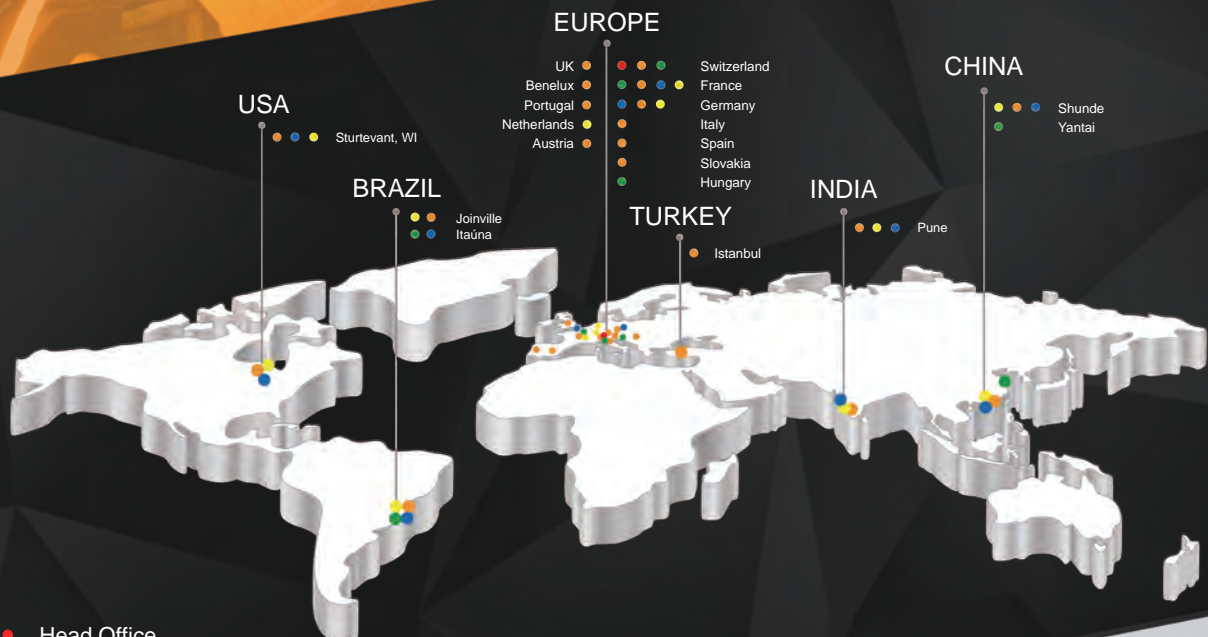 EUROPE
UK
Benelux
Portugal
Netherlands
Austria
Switzerland
France
Germany
Italy
Spain
Slovakia
Hungary
CHINA
Shunde
Yantai
USA
Sturtevant, WI
BRAZIL
Joinville
Itaúna
TURKEY
Istanbul
INDIA
Pune
Head Office